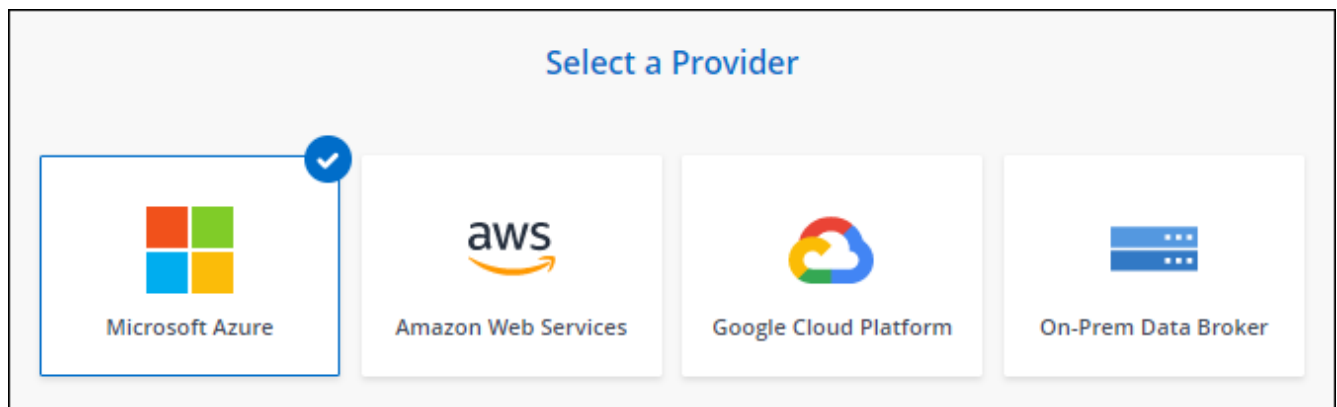 Select a Provider
aws
Microsoft Azure
Amazon Web Services
Google Cloud Platform
On-Prem Data Broker